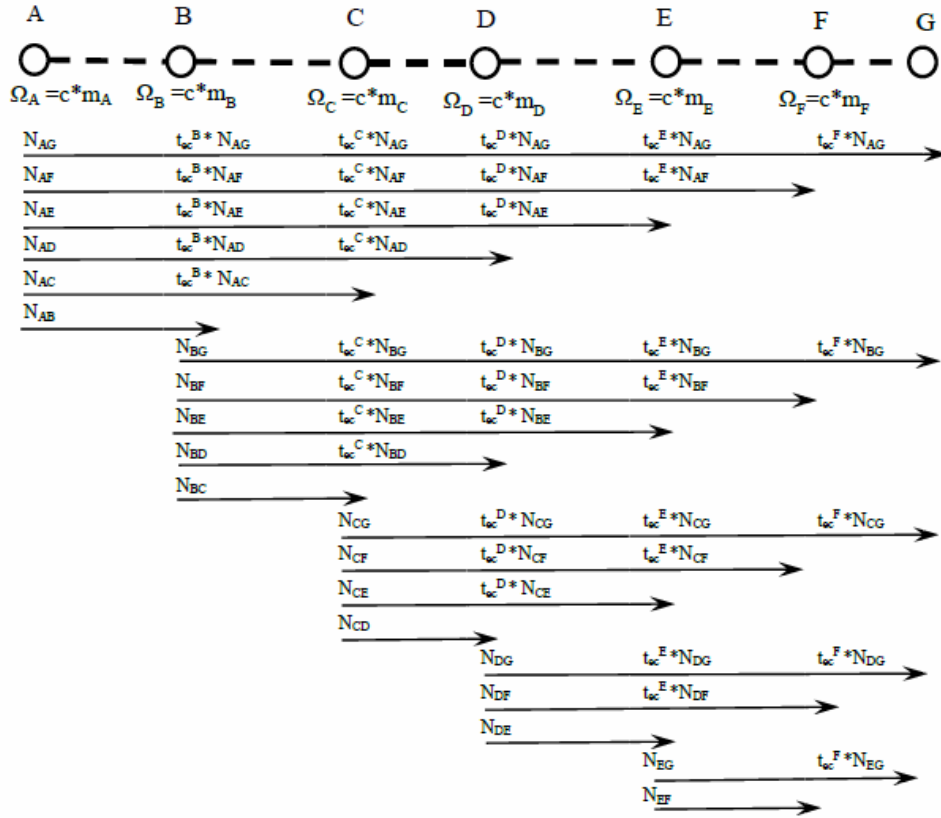 A B C D E F G
Ω_A =c*m_A Ω_B =c*m_B Ω_C =c*m_C Ω_D =c*m_D Ω_E =c*m_E Ω_F =c*m_F
N_AG t_ec^B * N_AG t_ec^C *N_AG t_ec^D *N_AG t_ec^E *N_AG t_ec^F *N_AG
N_AF t_ec^B *N_AF t_ec^C *N_AF t_ec^D *N_AF t_ec^E *N_AF
N_AE t_ec^B *N_AE t_ec^C *N_AE t_ec^D *N_AE
N_AD t_ec^B *N_AD t_ec^C *N_AD
N_AC t_ec^B * N_AC
N_AB
N_BG t_ec^C *N_BG t_ec^D * N_BG t_ec^E *N_BG t_ec^F *N_BG
N_BF t_ec^C *N_BF t_ec^D * N_BF t_ec^E *N_BF
N_BE t_ec^C *N_BE t_ec^D * N_BE
N_BD t_ec^C *N_BD
N_BC
N_CG t_ec^D * N_CG t_ec^E *N_CG t_ec^F *N_CG
N_CF t_ec^D *N_CF t_ec^E *N_CF
N_CE t_ec^D * N_CE
N_CD
N_DG t_ec^E *N_DG t_ec^F *N_DG
N_DF t_ec^E *N_DF
N_DE
N_EG t_ec^F *N_EG
N_EF